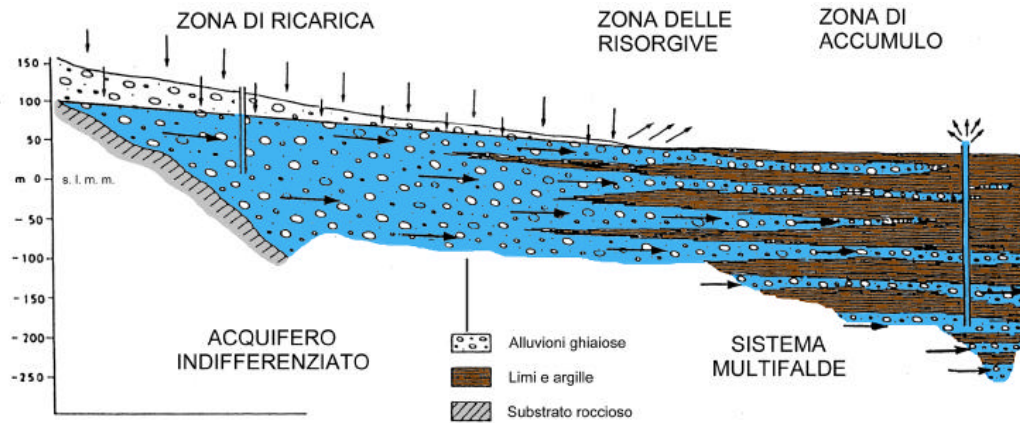 ZONA DI RICARICA
ZONA DELLE
RISORGIVE
ZONA DI
ACCUMULO
150
100
50
m 0
s. l. m. m.
- 50
- 100
- 150
- 200
- 250
ACQUIFERO
INDIFFERENZIATO
Alluvioni ghiaiose
Limi e argille
Substrato roccioso
SISTEMA
MULTIFALDE